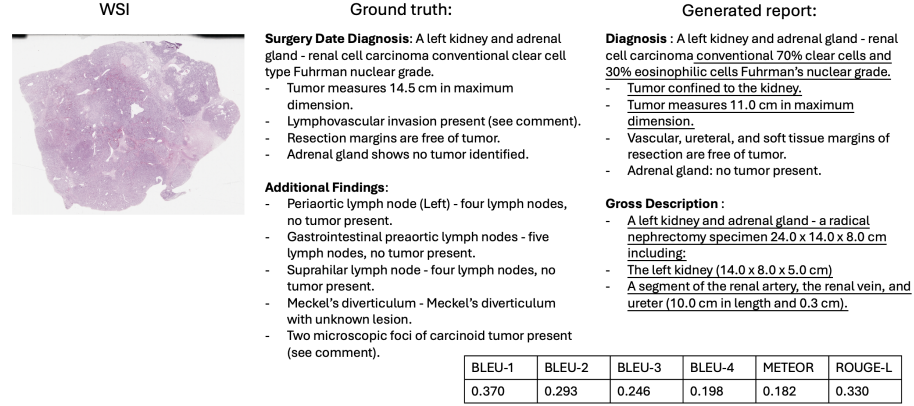 WSI
Ground truth:
Surgery Date Diagnosis: A left kidney and adrenal
gland - renal cell carcinoma conventional clear cell
type Fuhrman nuclear grade.
- Tumor measures 14.5 cm in maximum
dimension.
- Lymphovascular invasion present (see comment).
- Resection margins are free of tumor.
- Adrenal gland shows no tumor identified.
Additional Findings:
- Periaortic lymph node (Left) - four lymph nodes,
no tumor present.
- Gastrointestinal preaortic lymph nodes - five
lymph nodes, no tumor present.
- Suprahilar lymph node - four lymph nodes, no
tumor present.
- Meckel's diverticulum - Meckel's diverticulum
with unknown lesion.
- Two microscopic foci of carcinoid tumor present
(see comment).
Generated report:
Diagnosis : A left kidney and adrenal gland - renal
cell carcinoma conventional 70% clear cells and
30% eosinophilic cells Fuhrman's nuclear grade.
- Tumor confined to the kidney.
- Tumor measures 11.0 cm in maximum
dimension.
- Vascular, ureteral, and soft tissue margins of
resection are free of tumor.
- Adrenal gland: no tumor present.
Gross Description :
- A left kidney and adrenal gland - a radical
nephrectomy specimen 24.0 x 14.0 x 8.0 cm
including:
- The left kidney (14.0 x 8.0 x 5.0 cm)
- A segment of the renal artery, the renal vein, and
ureter (10.0 cm in length and 0.3 cm).
BLEU-1 BLEU-2 BLEU-3 BLEU-4 METEOR ROUGE-L
0.370 0.293 0.246 0.198 0.182 0.330